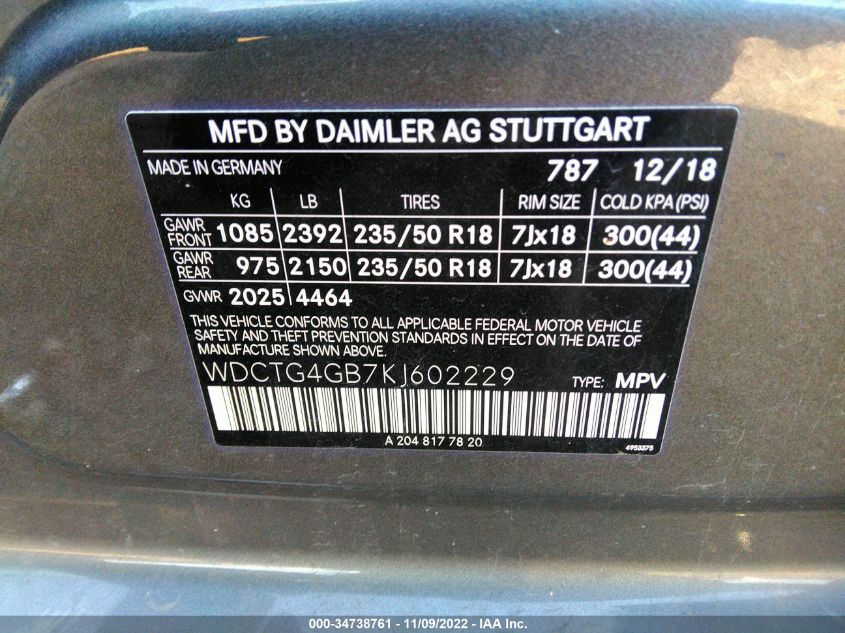 MFD BY DAIMLER AG STUTTGART
MADE IN GERMANY 787 12/18
KG LB TIRES RIM SIZE COLD KPA (PSI)
GAWR FRONT 1085 2392 235/50 R18 7Jx18 300(44)
GAWR REAR 975 2150 235/50 R18 7Jx18 300(44)
GVWR 2025 4464
THIS VEHICLE CONFORMS TO ALL APPLICABLE FEDERAL MOTOR VEHICLE
SAFETY AND THEFT PREVENTION STANDARDS IN EFFECT ON THE DATE OF
MANUFACTURE SHOWN ABOVE.
WDCTG4GB7KJ602229 TYPE: MPV
A 204 817 78 20 4953375
000-34738761 - 11/09/2022 - IAA Inc.